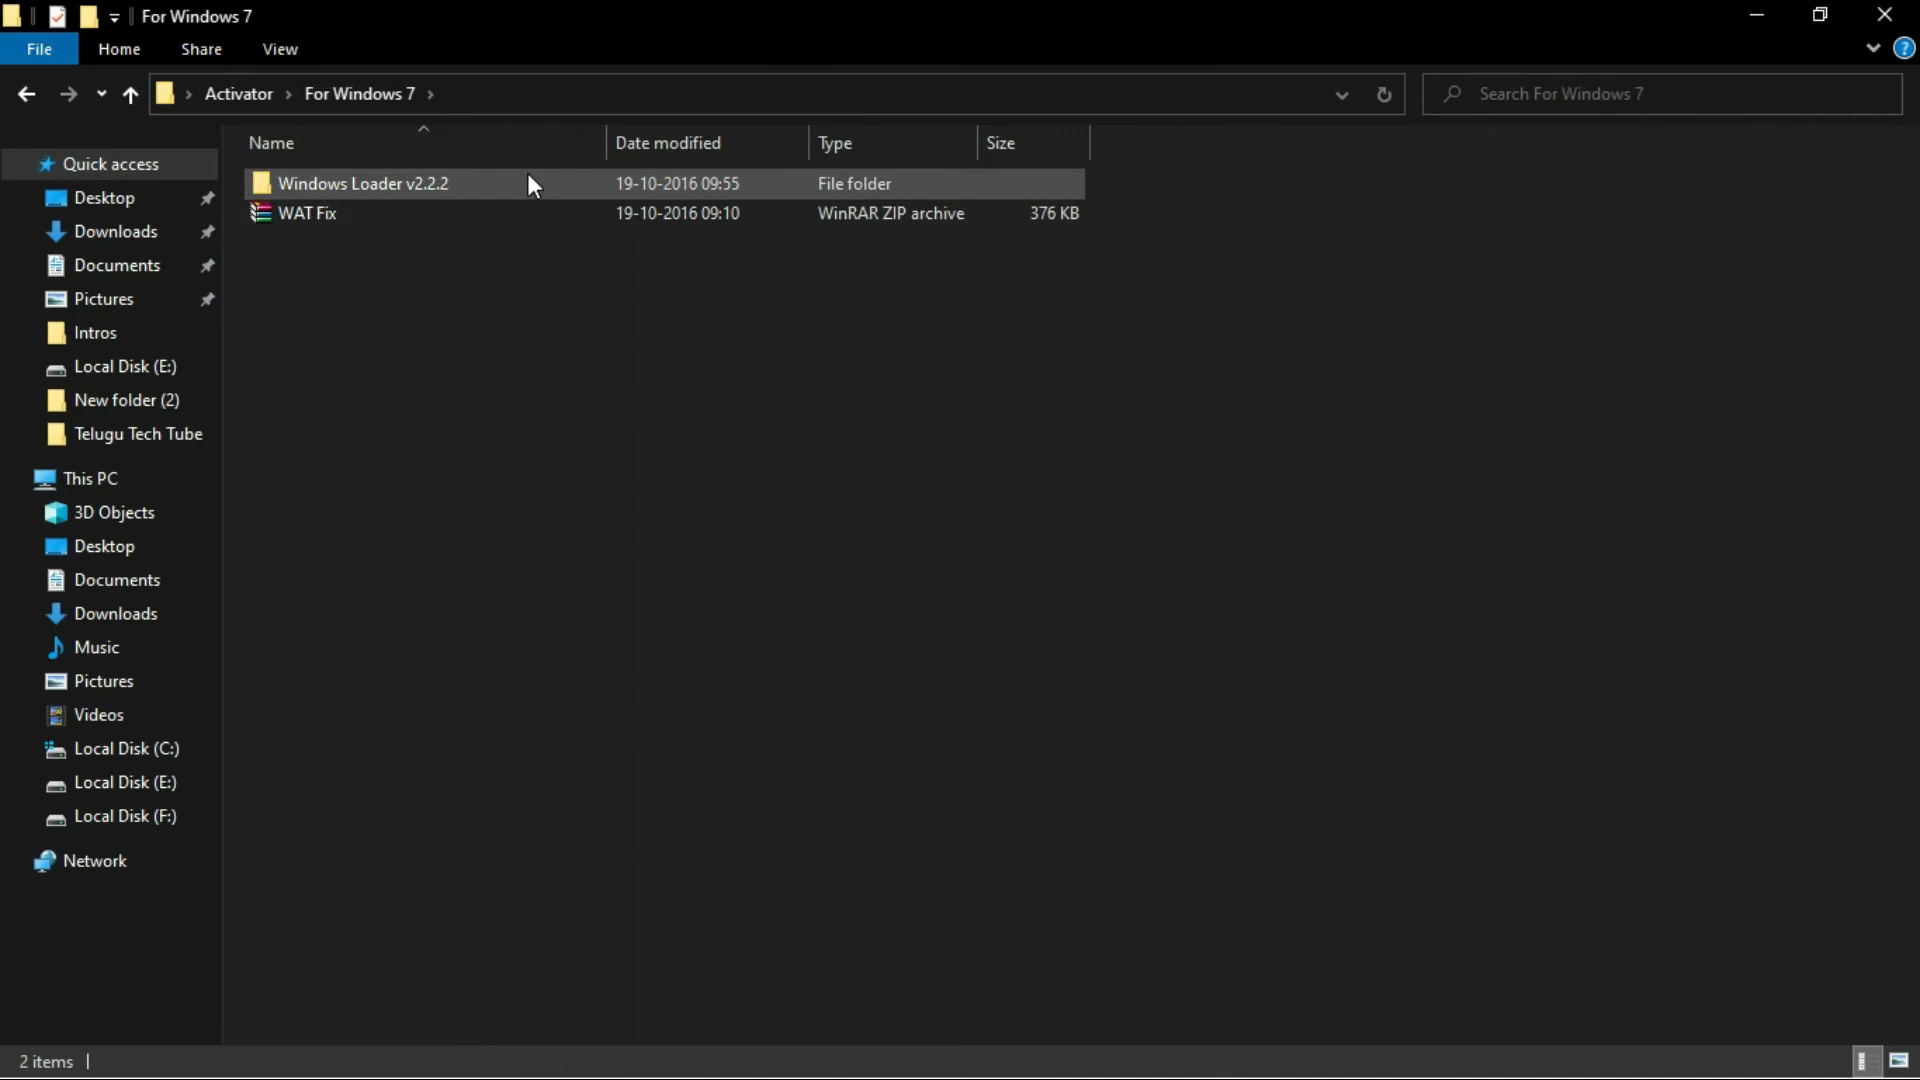 For Windows 7
File Home Share View
Activator For Windows 7 Search For Windows 7
Name Date modified Type Size
Windows Loader v2.2.2 19-10-2016 09:55 File folder
WAT Fix 19-10-2016 09:10 WinRAR ZIP archive 376 KB
Quick access
Desktop
Downloads
Documents
Pictures
Intros
Local Disk (E:)
New folder (2)
Telugu Tech Tube
This PC
3D Objects
Desktop
Documents
Downloads
Music
Pictures
Videos
Local Disk (C:)
Local Disk (E:)
Local Disk (F:)
Network
2 items